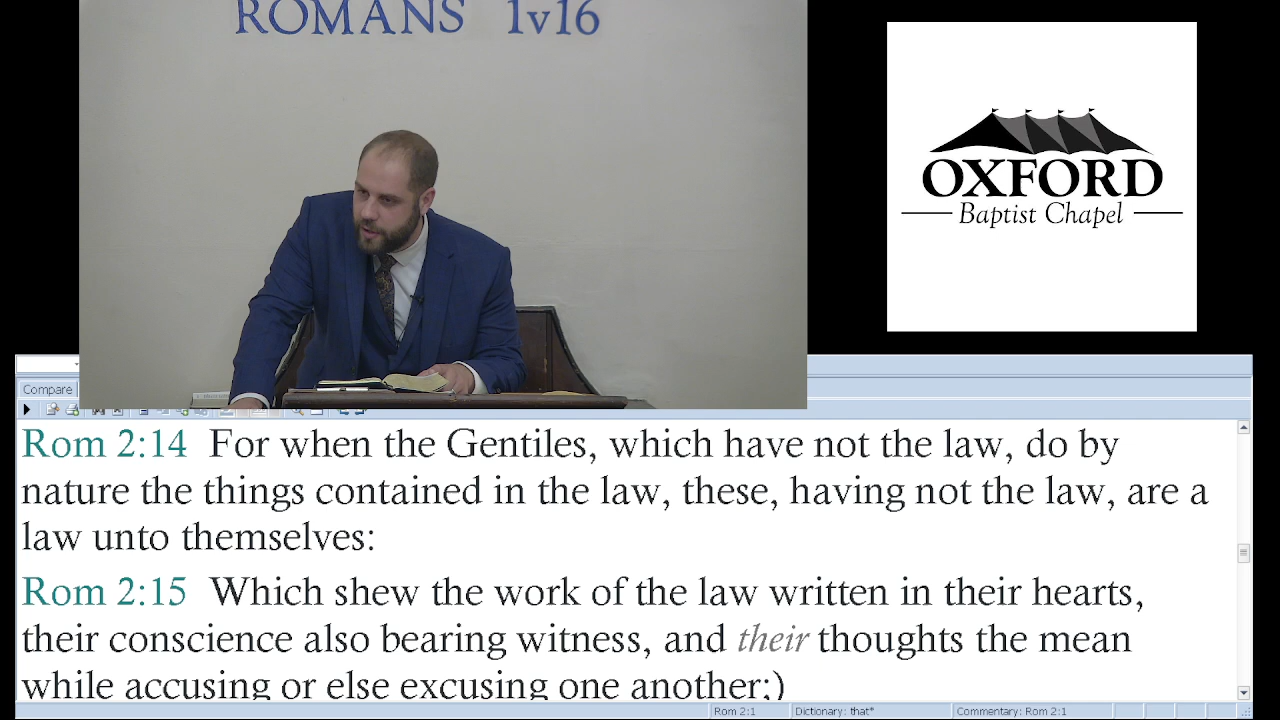 ROMANS 1v16
OXFORD
Baptist Chapel
Compare
Rom 2:14 For when the Gentiles, which have not the law, do by
nature the things contained in the law, these, having not the law, are a
law unto themselves:
Rom 2:15 Which shew the work of the law written in their hearts,
their conscience also bearing witness, and their thoughts the mean
while accusing or else excusing one another;)
Rom 2:1
Dictionary: that*
Commentary: Rom 2:1